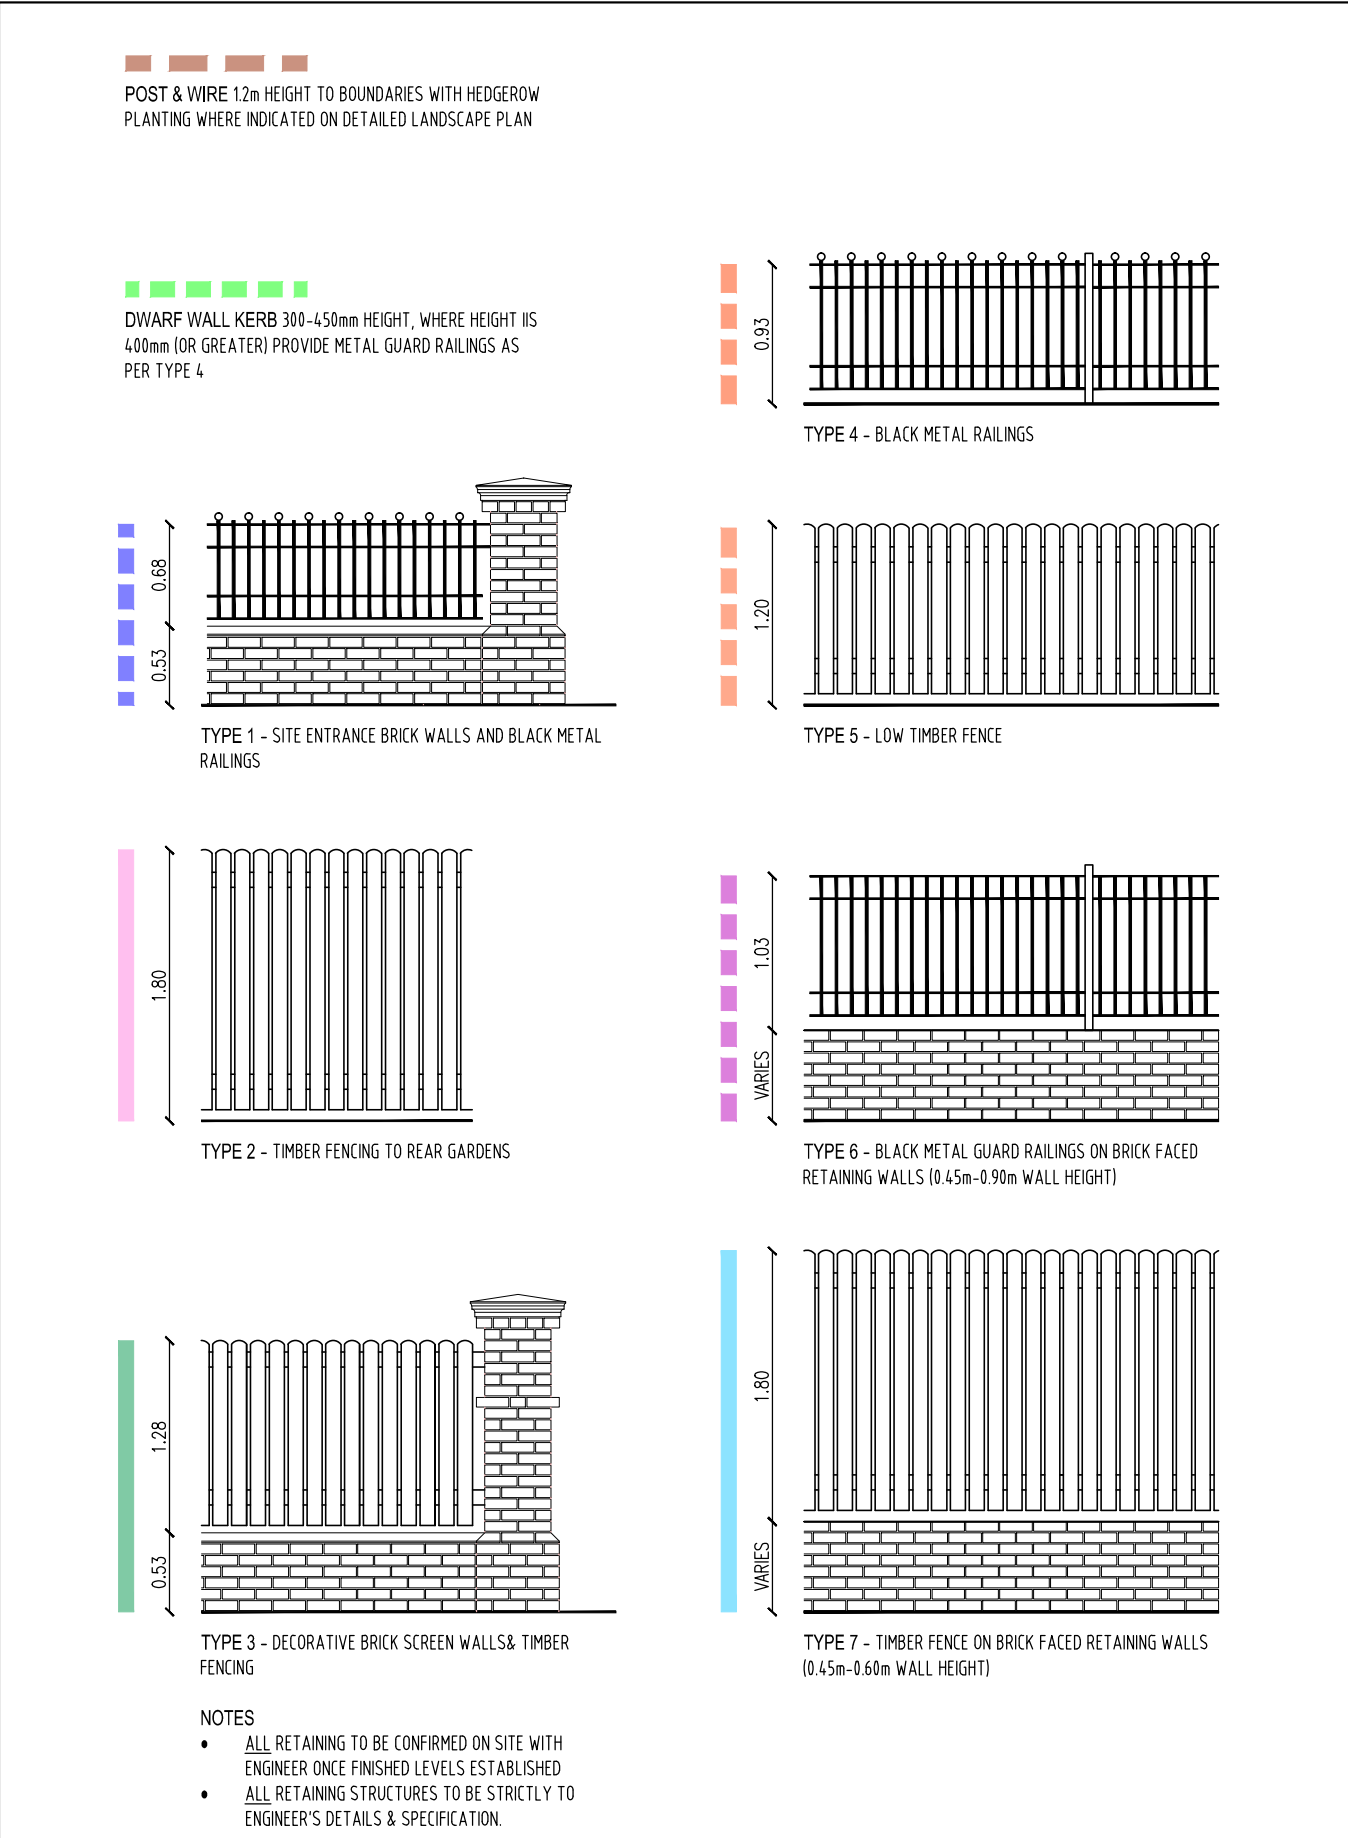 POST & WIRE 1.2m HEIGHT TO BOUNDARIES WITH HEDGEROW
PLANTING WHERE INDICATED ON DETAILED LANDSCAPE PLAN
DWARF WALL KERB 300-450mm HEIGHT, WHERE HEIGHT IIS
400mm (OR GREATER) PROVIDE METAL GUARD RAILINGS AS
PER TYPE 4
0.93
TYPE 4 - BLACK METAL RAILINGS
0.68
0.53
TYPE 1 - SITE ENTRANCE BRICK WALLS AND BLACK METAL
RAILINGS
1.20
TYPE 5 - LOW TIMBER FENCE
1.80
TYPE 2 - TIMBER FENCING TO REAR GARDENS
1.03
VARIES
TYPE 6 - BLACK METAL GUARD RAILINGS ON BRICK FACED
RETAINING WALLS (0.45m-0.90m WALL HEIGHT)
1.28
0.53
TYPE 3 - DECORATIVE BRICK SCREEN WALLS& TIMBER
FENCING
1.80
VARIES
TYPE 7 - TIMBER FENCE ON BRICK FACED RETAINING WALLS
(0.45m-0.60m WALL HEIGHT)
NOTES
• ALL RETAINING TO BE CONFIRMED ON SITE WITH
ENGINEER ONCE FINISHED LEVELS ESTABLISHED
• ALL RETAINING STRUCTURES TO BE STRICTLY TO
ENGINEER'S DETAILS & SPECIFICATION.